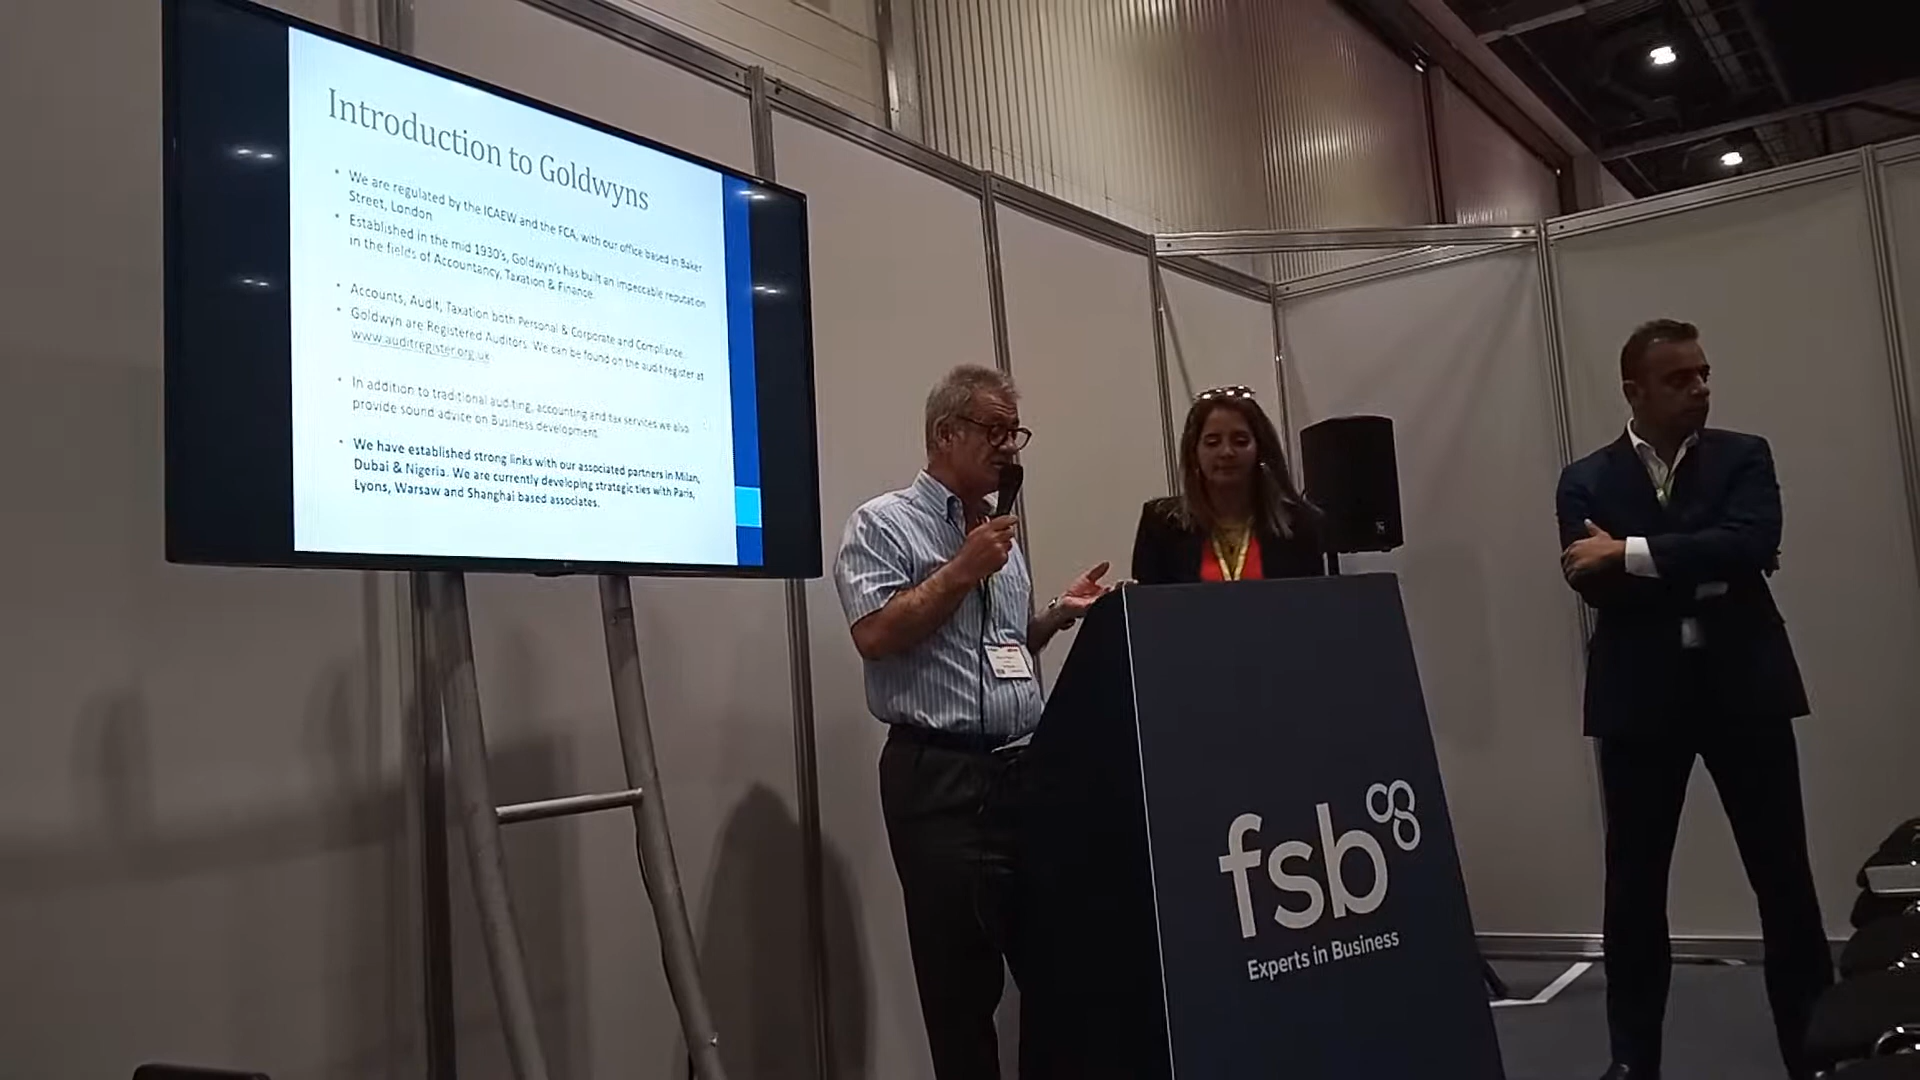 Introduction to Goldwyns
• We are regulated by the ICAEW and the FCA, with our office based in Baker
Street, London
• Established in the mid 1930's, Goldwyn's has built an impeccable reputation
in the fields of Accountancy, Taxation & Finance.
• Accounts, Audit, Taxation both Personal & Corporate and Compliance.
• Goldwyn are Registered Auditors. We can be found on the audit register at
www.auditregister.org.uk
• In addition to traditional auditing, accounting and tax services we also
provide sound advice on Business development.
• We have established strong links with our associated partners in Milan,
Dubai & Nigeria. We are currently developing strategic ties with Paris,
Lyons, Warsaw and Shanghai based associates.
fsb
Experts in Business